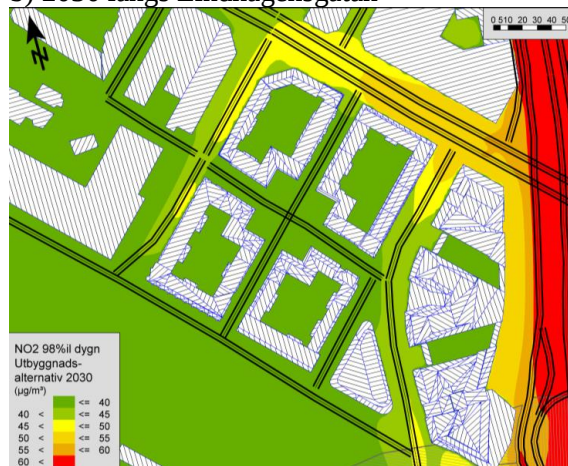 0 5 10 20 30 40 50
N
NO2 98%il dygn
Utbyggnads-
alternativ 2030
(µg/m³)
<= 40
40 < <= 45
45 < <= 50
50 < <= 55
55 < <= 60
60 <